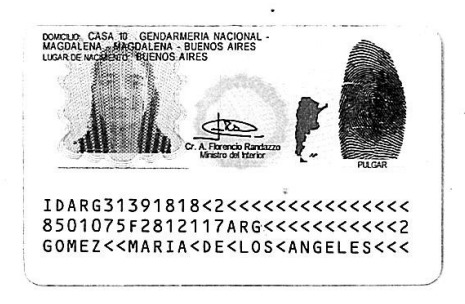 DOMICILIO: CASA 10 GENDARMERIA NACIONAL -
MAGDALENA - MAGDALENA - BUENOS AIRES
LUGAR DE NACIMIENTO: BUENOS AIRES
Cr. A. Florencio Randazzo
Ministro del Interior
PULGAR
IDARG31391818<2<<<<<<<<<<<<<<<
8501075F2812117ARG<<<<<<<<<<<2
GOMEZ<<MARIA<DE<LOS<ANGELES<<<